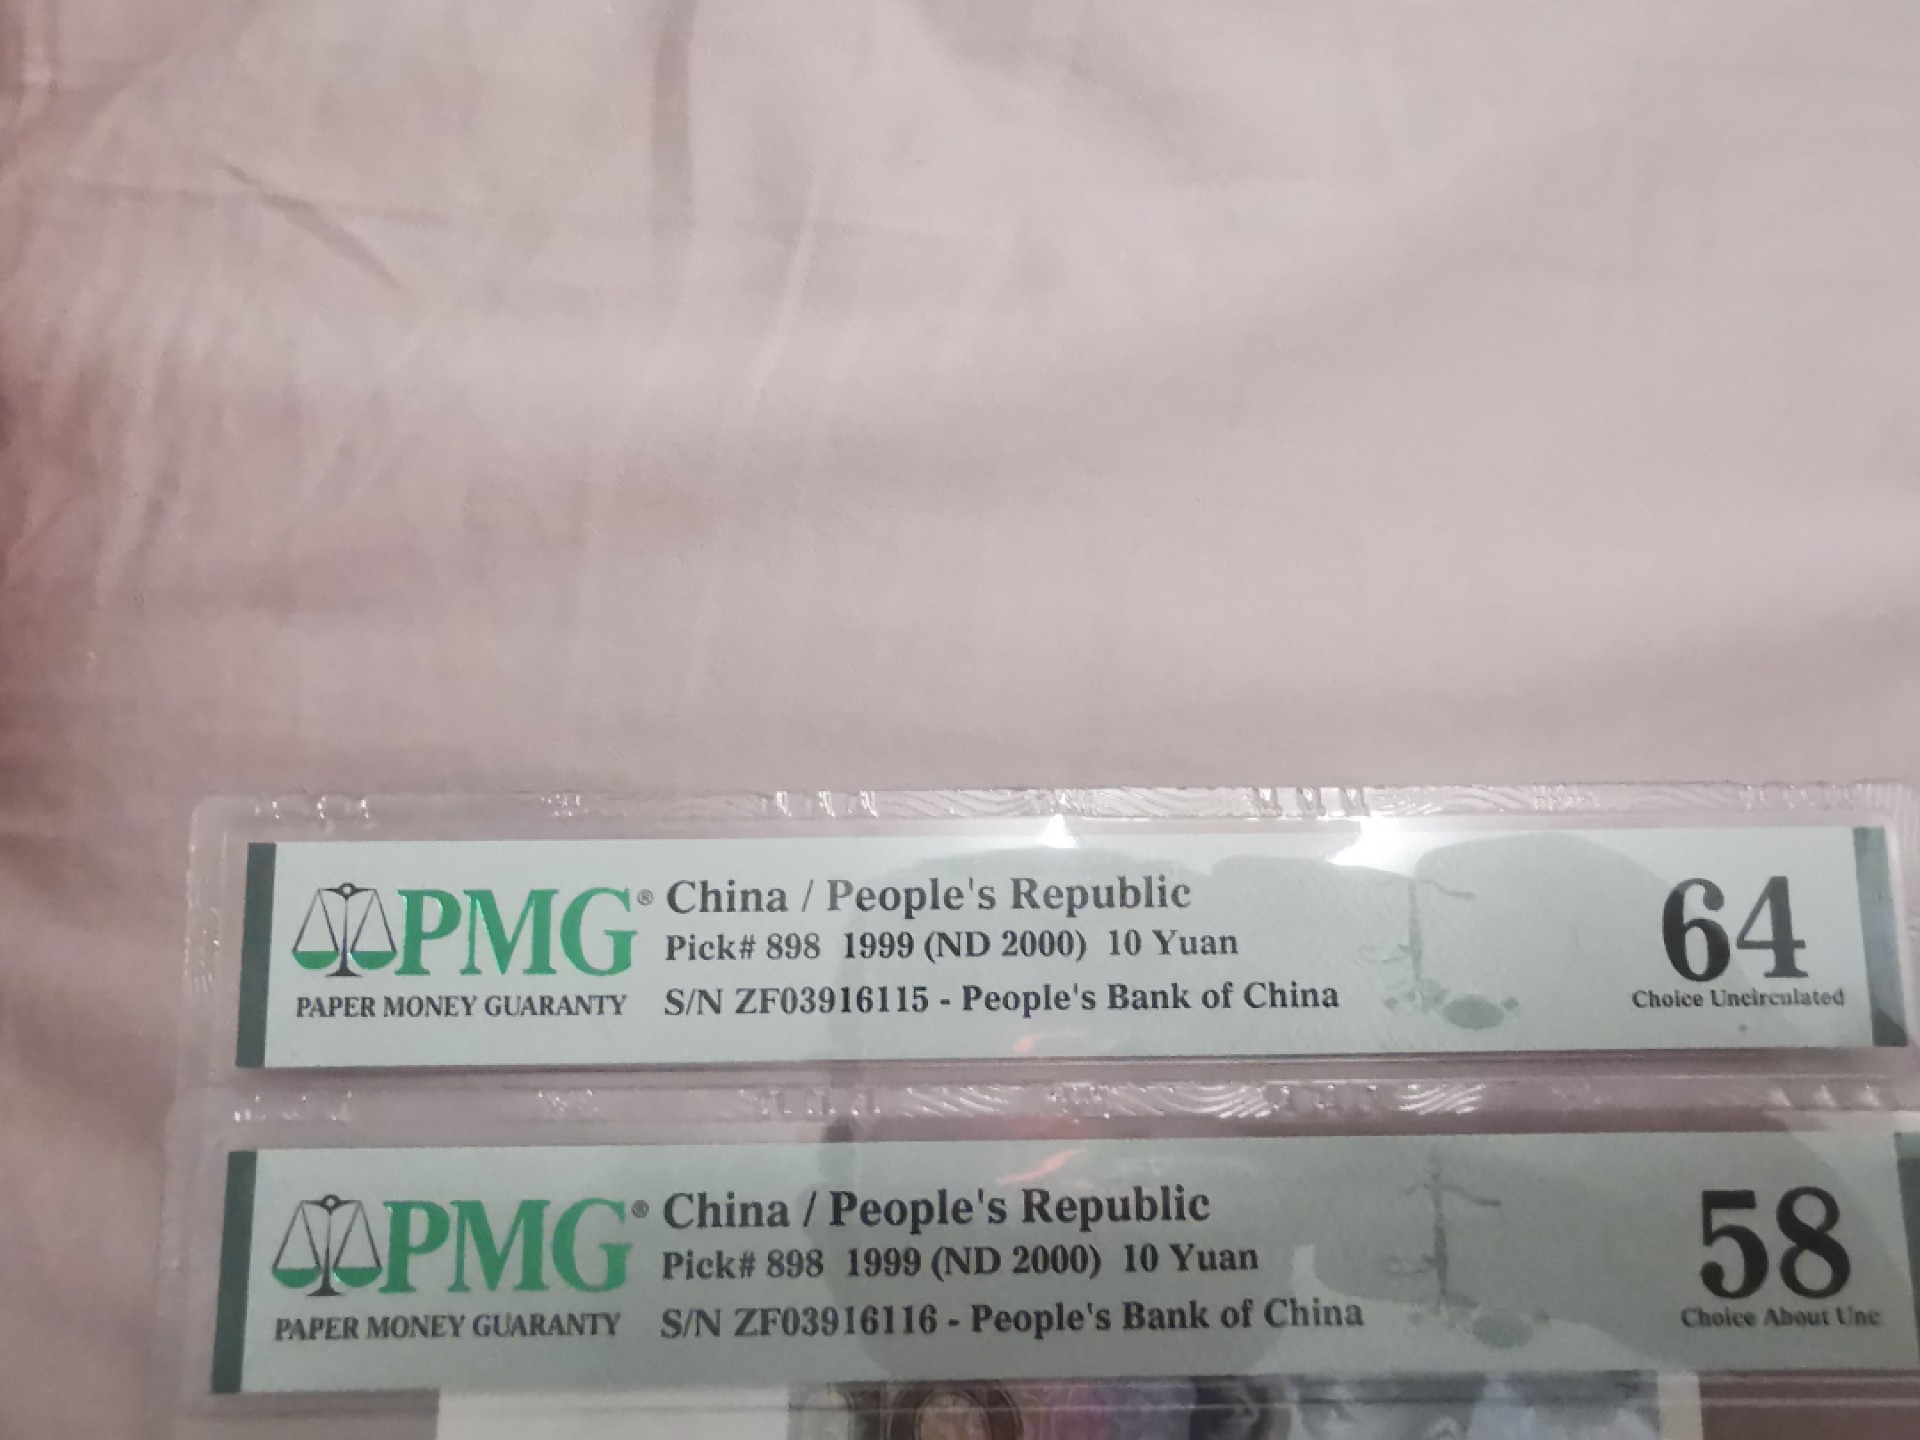 PMG® China / People's Republic 64
Pick# 898 1999 (ND 2000) 10 Yuan
PAPER MONEY GUARANTY S/N ZF03916115 - People's Bank of China Choice Uncirculated
PMG® China / People's Republic 58
Pick# 898 1999 (ND 2000) 10 Yuan
PAPER MONEY GUARANTY S/N ZF03916116 - People's Bank of China Choice About Unc